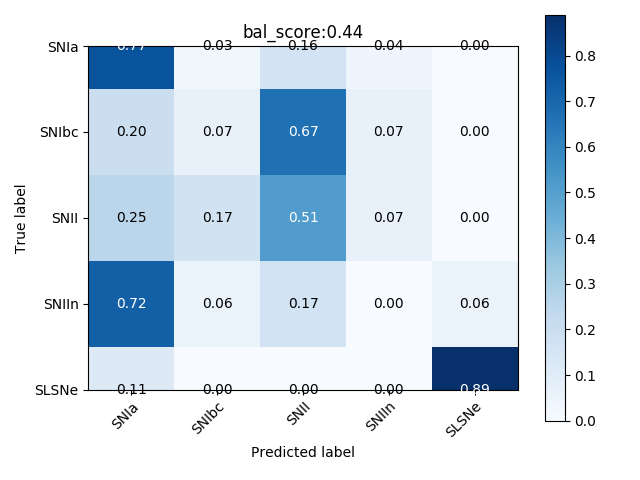 bal_score:0.44
SNIa 0.77 0.03 0.16 0.04 0.00
0.8
0.7
SNIbc 0.20 0.07 0.67 0.07 0.00
0.6
0.5
True label
SNII 0.25 0.17 0.51 0.07 0.00
0.4
0.3
SNIIn 0.72 0.06 0.17 0.00 0.06
0.2
0.1
SLSNe 0.11 0.00 0.00 0.00 0.89
0.0
SNIa SNIbc SNII SNIIn SLSNe
Predicted label